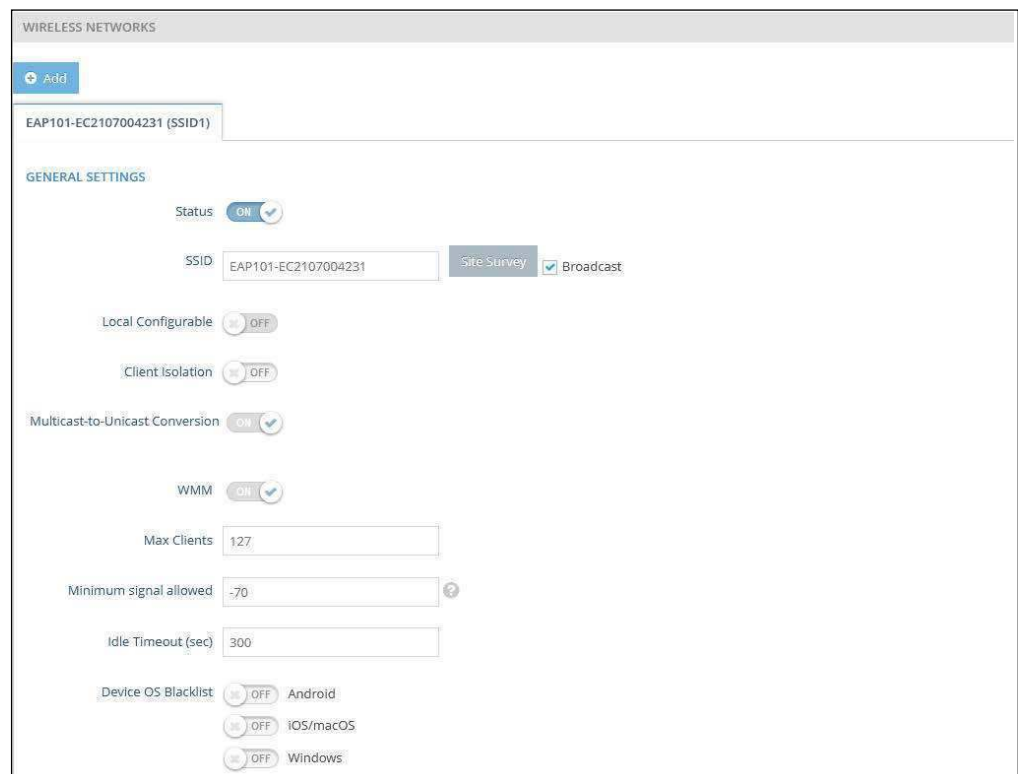 WIRELESS NETWORKS
Add
EAP101-EC2107004231 (SSID1)
GENERAL SETTINGS
Status ON
SSID EAP101-EC2107004231 Site Survey Broadcast
Local Configurable OFF
Client Isolation OFF
Multicast-to-Unicast Conversion ON
WMM ON
Max Clients 127
Minimum signal allowed -70 ?
Idle Timeout (sec) 300
Device OS Blacklist OFF Android
OFF iOS/macOS
OFF Windows